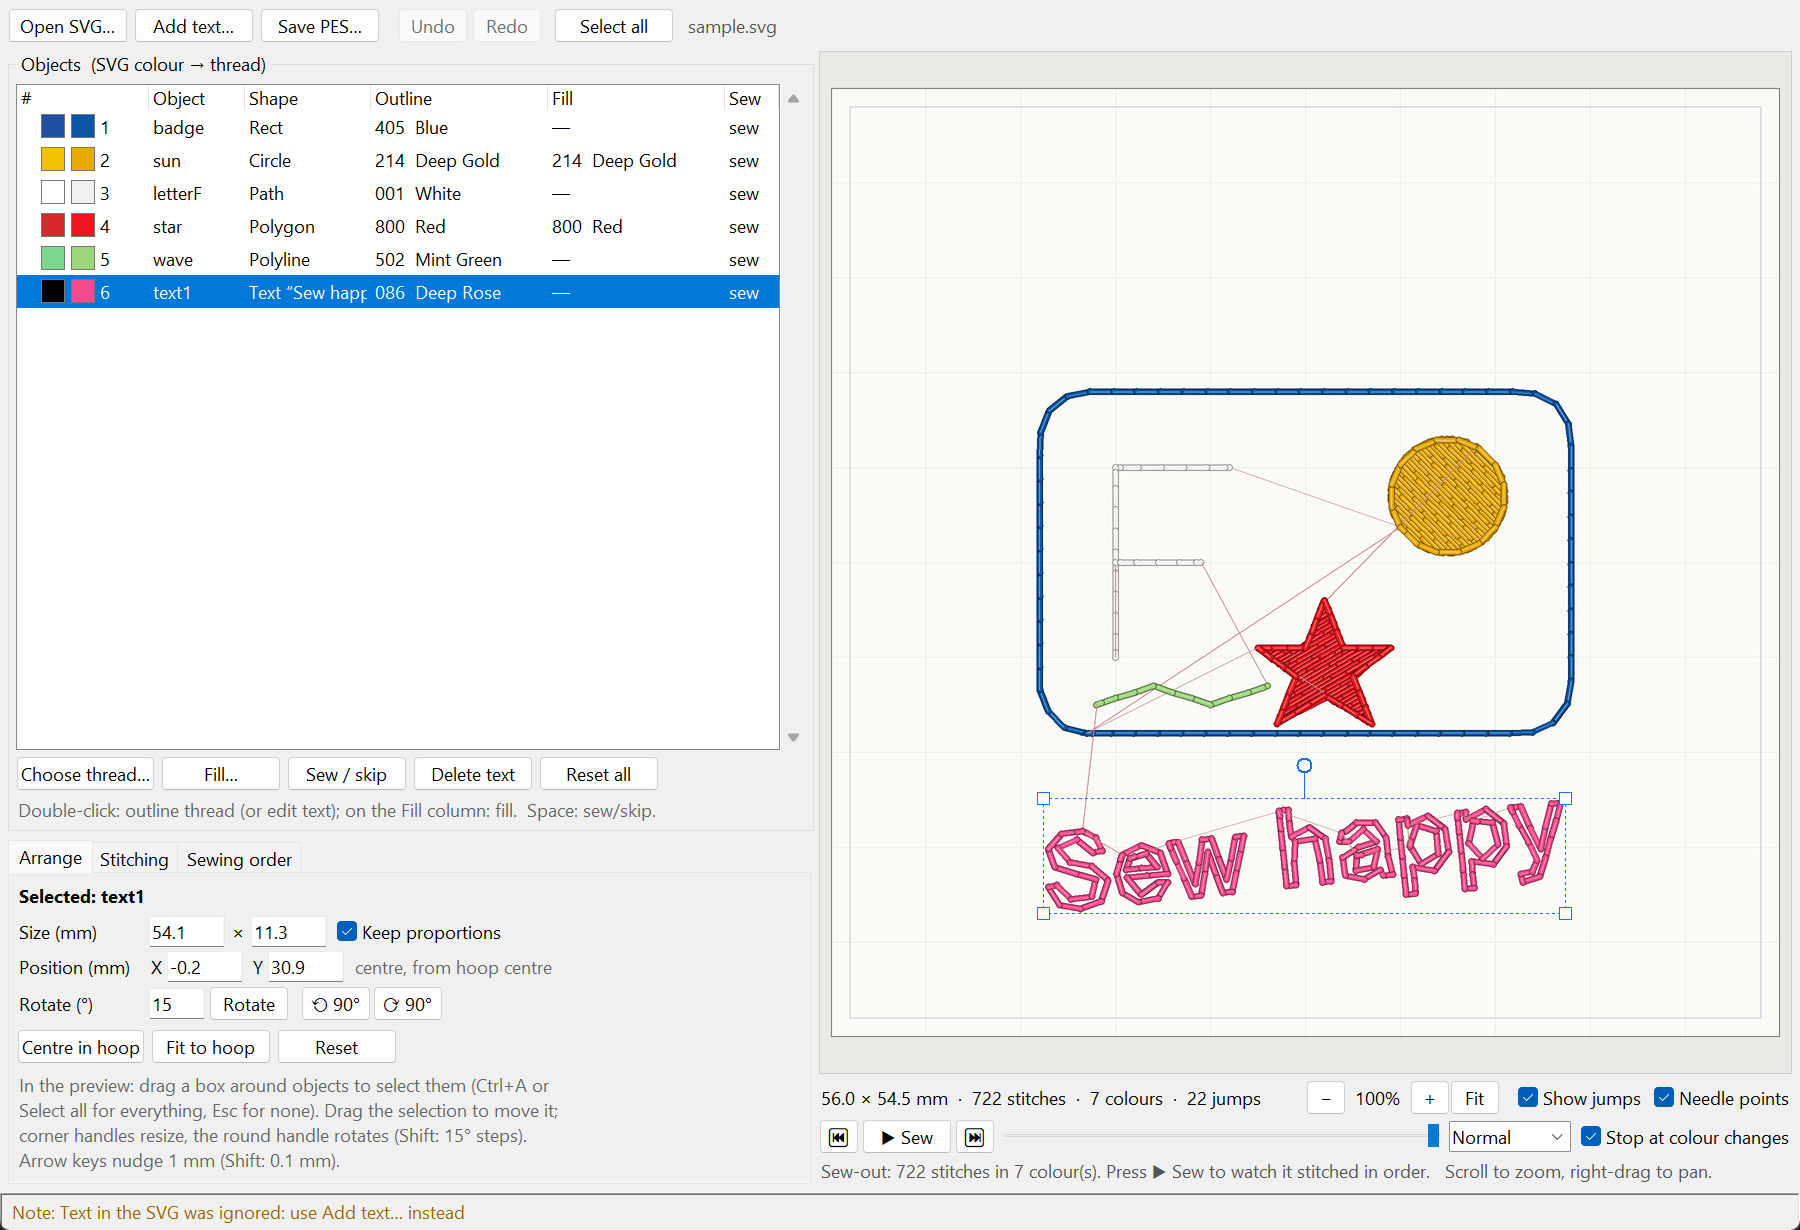 Open SVG... Add text... Save PES... Undo Redo Select all sample.svg
Objects (SVG colour → thread)
# Object Shape Outline Fill Sew
1 badge Rect 405 Blue — sew
2 sun Circle 214 Deep Gold 214 Deep Gold sew
3 letterF Path 001 White — sew
4 star Polygon 800 Red 800 Red sew
5 wave Polyline 502 Mint Green — sew
6 text1 Text “Sew happ 086 Deep Rose — sew
Choose thread... Fill... Sew / skip Delete text Reset all
Double-click: outline thread (or edit text); on the Fill column: fill. Space: sew/skip.
Arrange Stitching Sewing order
Selected: text1
Size (mm) 54.1 × 11.3 Keep proportions
Position (mm) X -0.2 Y 30.9 centre, from hoop centre
Rotate (°) 15 Rotate 90° 90°
Centre in hoop Fit to hoop Reset
In the preview: drag a box around objects to select them (Ctrl+A or
Select all for everything, Esc for none). Drag the selection to move it;
corner handles resize, the round handle rotates (Shift: 15° steps).
Arrow keys nudge 1 mm (Shift: 0.1 mm).
F
Sew happy
56.0 × 54.5 mm · 722 stitches · 7 colours · 22 jumps − 100% + Fit Show jumps Needle points
Sew Normal Stop at colour changes
Sew-out: 722 stitches in 7 colour(s). Press ▶ Sew to watch it stitched in order. Scroll to zoom, right-drag to pan.
Note: Text in the SVG was ignored: use Add text... instead